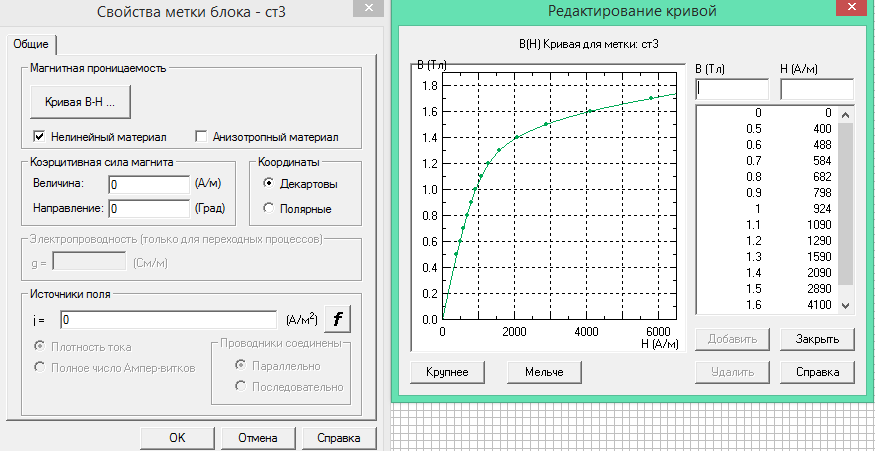 Свойства метки блока - ст3
Общие
Магнитная проницаемость
Кривая B-H ...
Нелинейный материал
Анизотропный материал
Коэрцитивная сила магнита
Величина: 0 (А/м)
Направление: 0 (Град)
Координаты
Декартовы
Полярные
Электропроводность (только для переходных процессов)
g = (См/м)
Источники поля
j = 0 (А/м²) f
Плотность тока
Полное число Ампер-витков
Проводники соединены
Параллельно
Последовательно
OK Отмена Справка
Редактирование кривой
B(H) Кривая для метки: ст3
B (Тл)
1.8
1.6
1.4
1.2
1.0
0.8
0.6
0.4
0.2
0.0
0 2000 4000 6000
H (А/м)
B (Тл) H (А/м)
0 0
0.5 400
0.6 488
0.7 584
0.8 682
0.9 798
1 924
1.1 1090
1.2 1290
1.3 1590
1.4 2090
1.5 2890
1.6 4100
Добавить Закрыть
Удалить Справка
Крупнее Мельче